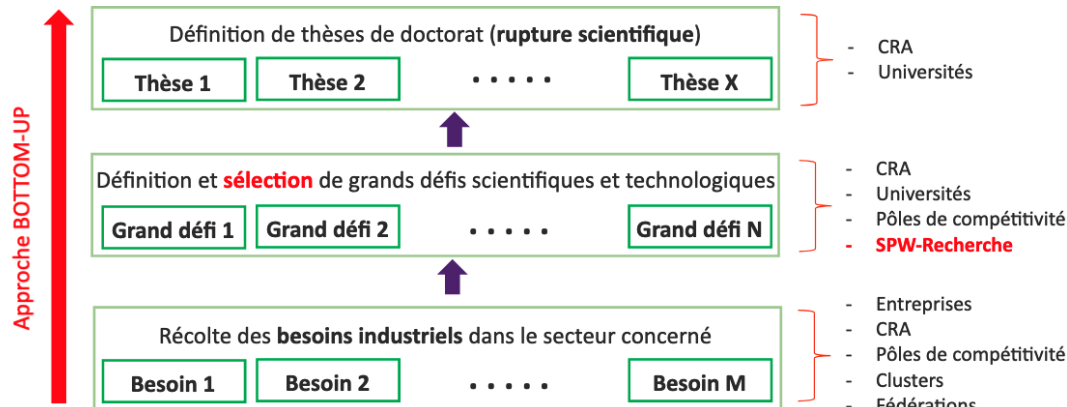 Approche BOTTOM-UP
Définition de thèses de doctorat (rupture scientifique)
Thèse 1
Thèse 2
.....
Thèse X
- CRA
- Universités
Définition et sélection de grands défis scientifiques et technologiques
Grand défi 1
Grand défi 2
.....
Grand défi N
- CRA
- Universités
- Pôles de compétitivité
- SPW-Recherche
Récolte des besoins industriels dans le secteur concerné
Besoin 1
Besoin 2
.....
Besoin M
- Entreprises
- CRA
- Pôles de compétitivité
- Clusters
- Fédérations